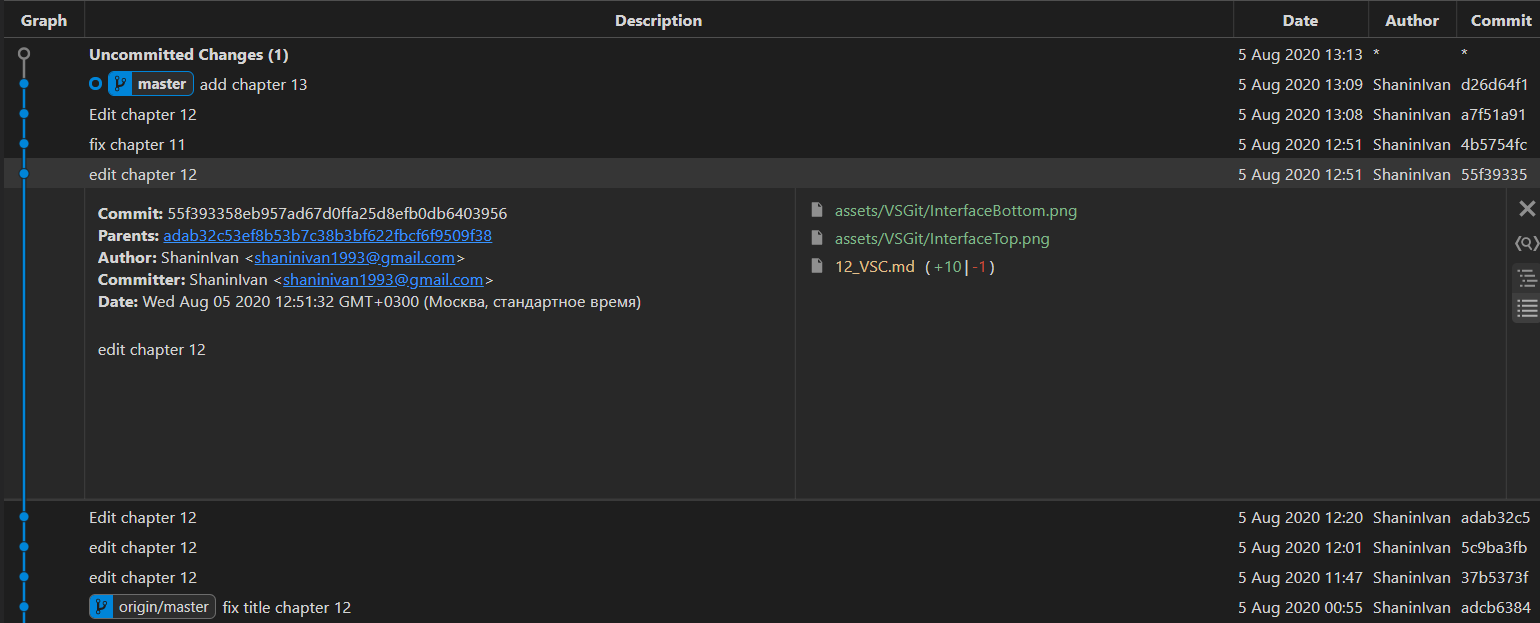 Graph Description Date Author Commit
Uncommitted Changes (1) 5 Aug 2020 13:13 * *
master add chapter 13 5 Aug 2020 13:09 ShaninIvan d26d64f1
Edit chapter 12 5 Aug 2020 13:08 ShaninIvan a7f51a91
fix chapter 11 5 Aug 2020 12:51 ShaninIvan 4b5754fc
edit chapter 12 5 Aug 2020 12:51 ShaninIvan 55f39335
Commit: 55f393358eb957ad67d0ffa25d8efb0db6403956
Parents: adab32c53ef8b53b7c38b3bf622fbcf6f9509f38
Author: ShaninIvan <shaninivan1993@gmail.com>
Committer: ShaninIvan <shaninivan1993@gmail.com>
Date: Wed Aug 05 2020 12:51:32 GMT+0300 (Москва, стандартное время)
edit chapter 12
assets/VSGit/InterfaceBottom.png
assets/VSGit/InterfaceTop.png
12_VSC.md (+10|-1)
Edit chapter 12 5 Aug 2020 12:20 ShaninIvan adab32c5
edit chapter 12 5 Aug 2020 12:01 ShaninIvan 5c9ba3fb
edit chapter 12 5 Aug 2020 11:47 ShaninIvan 37b5373f
origin/master fix title chapter 12 5 Aug 2020 00:55 ShaninIvan adcb6384